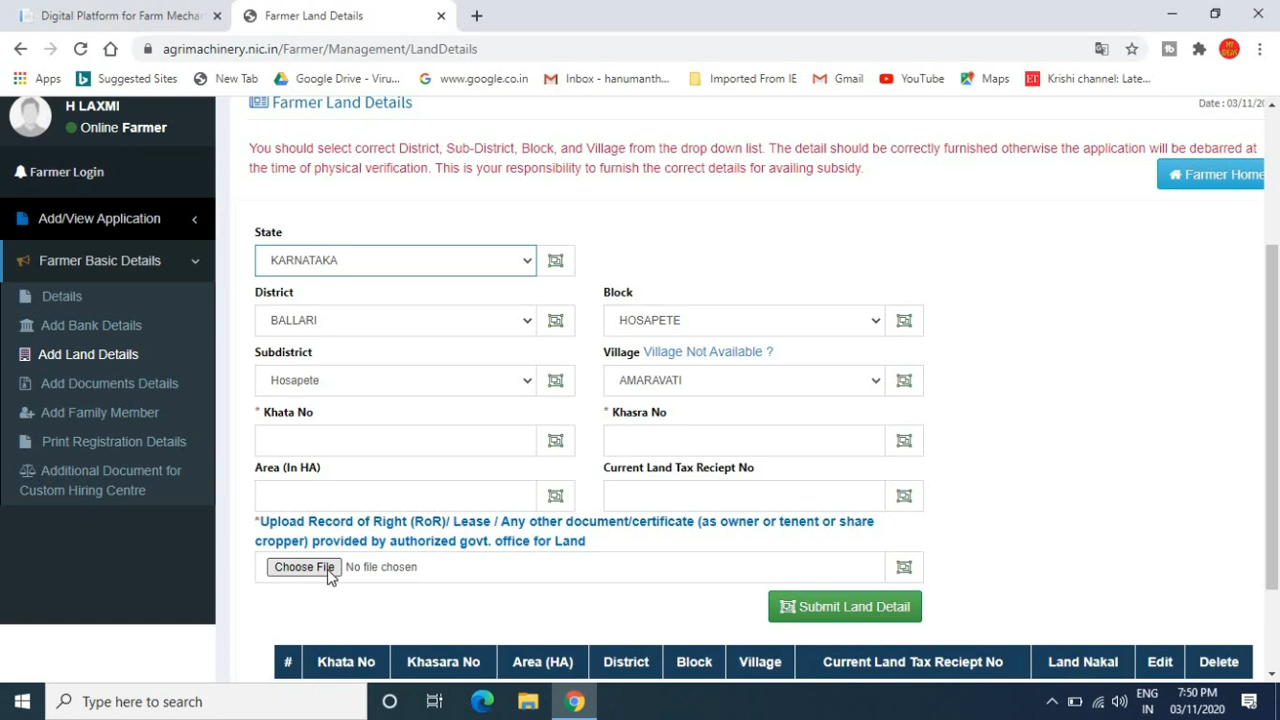 Digital Platform for Farm Mechan
Farmer Land Details
agrimachinery.nic.in/Farmer/Management/LandDetails
Apps
Suggested Sites
New Tab
Google Drive - Viru...
www.google.co.in
Inbox - hanumanth...
Imported From IE
Gmail
YouTube
Maps
Krishi channel: Late...
MY IDEAS
H LAXMI
Online Farmer
Farmer Login
Add/View Application
Farmer Basic Details
Details
Add Bank Details
Add Land Details
Add Documents Details
Add Family Member
Print Registration Details
Additional Document for
Custom Hiring Centre
Farmer Land Details
Date : 03/11/20
You should select correct District, Sub-District, Block, and Village from the drop down list. The detail should be correctly furnished otherwise the application will be debarred at
the time of physical verification. This is your responsibility to furnish the correct details for availing subsidy.
Farmer Home
State
KARNATAKA
District
Block
BALLARI
HOSAPETE
Subdistrict
Village Village Not Available ?
Hosapete
AMARAVATI
* Khata No
* Khasra No
Area (In HA)
Current Land Tax Reciept No
*Upload Record of Right (RoR)/ Lease / Any other document/certificate (as owner or tenent or share
cropper) provided by authorized govt. office for Land
Choose File No file chosen
Submit Land Detail
# Khata No Khasara No Area (HA) District Block Village Current Land Tax Reciept No Land Nakal Edit Delete
Type here to search
ENG
IN
7:50 PM
03/11/2020